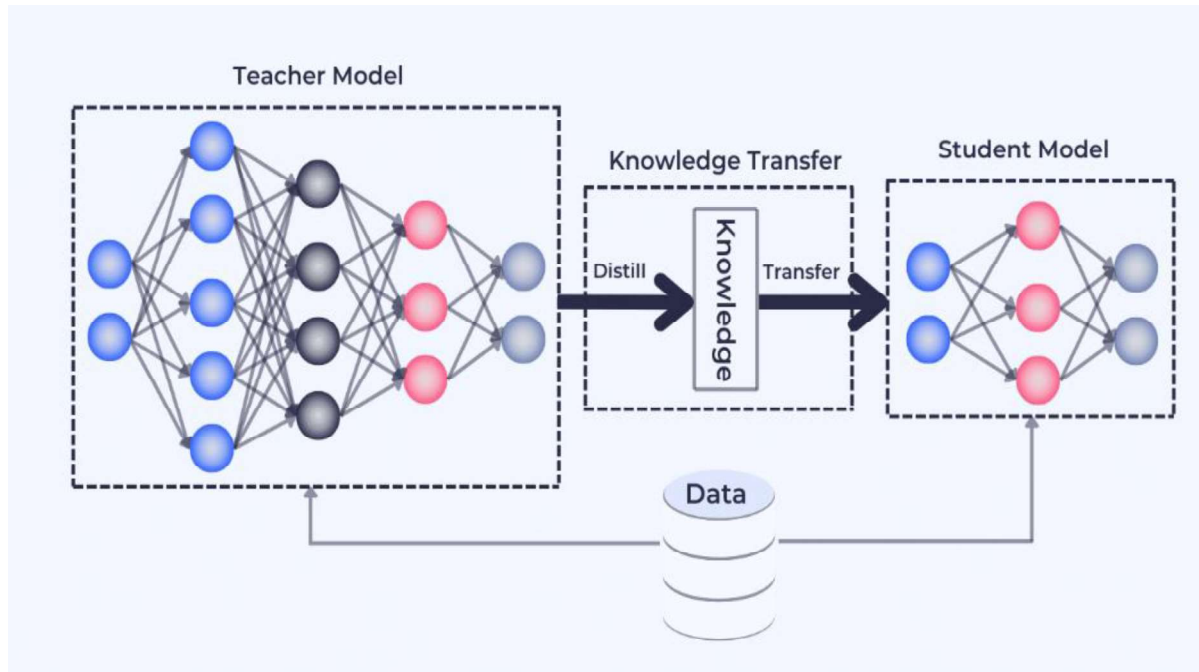 Teacher Model
Knowledge Transfer
Student Model
Distill
Knowledge
Transfer
Data